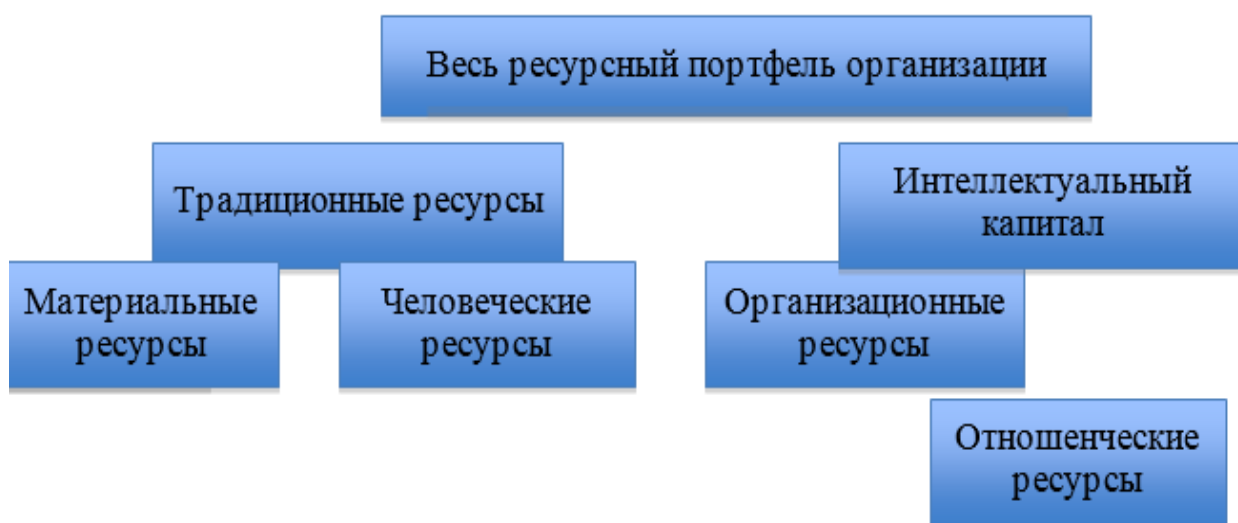 Весь ресурсный портфель организации
Традиционные ресурсы
Интеллектуальный
капитал
Материальные
ресурсы
Человеческие
ресурсы
Организационные
ресурсы
Отношенческие
ресурсы